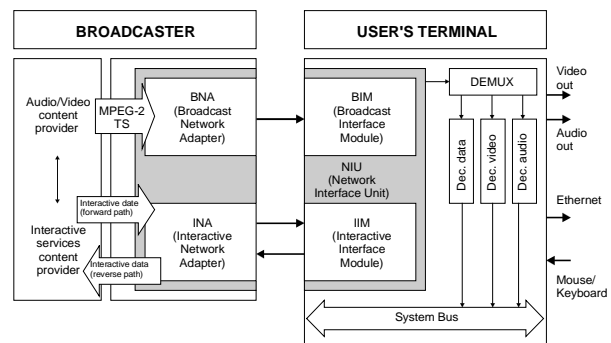 BROADCASTER
USER'S TERMINAL
Audio/Video
content
provider
MPEG-2
TS
BNA
(Broadcast
Network
Adapter)
BIM
(Broadcast
Interface
Module)
DEMUX
Video
out
Audio
out
Dec. data
Dec. video
Dec. audio
NIU
(Network
Interface Unit)
Interactive date
(forward path)
Ethernet
Interactive
services
content
provider
Interactive data
(reverse path)
INA
(Interactive
Network
Adapter)
IIM
(Interactive
Interface
Module)
Mouse/
Keyboard
System Bus